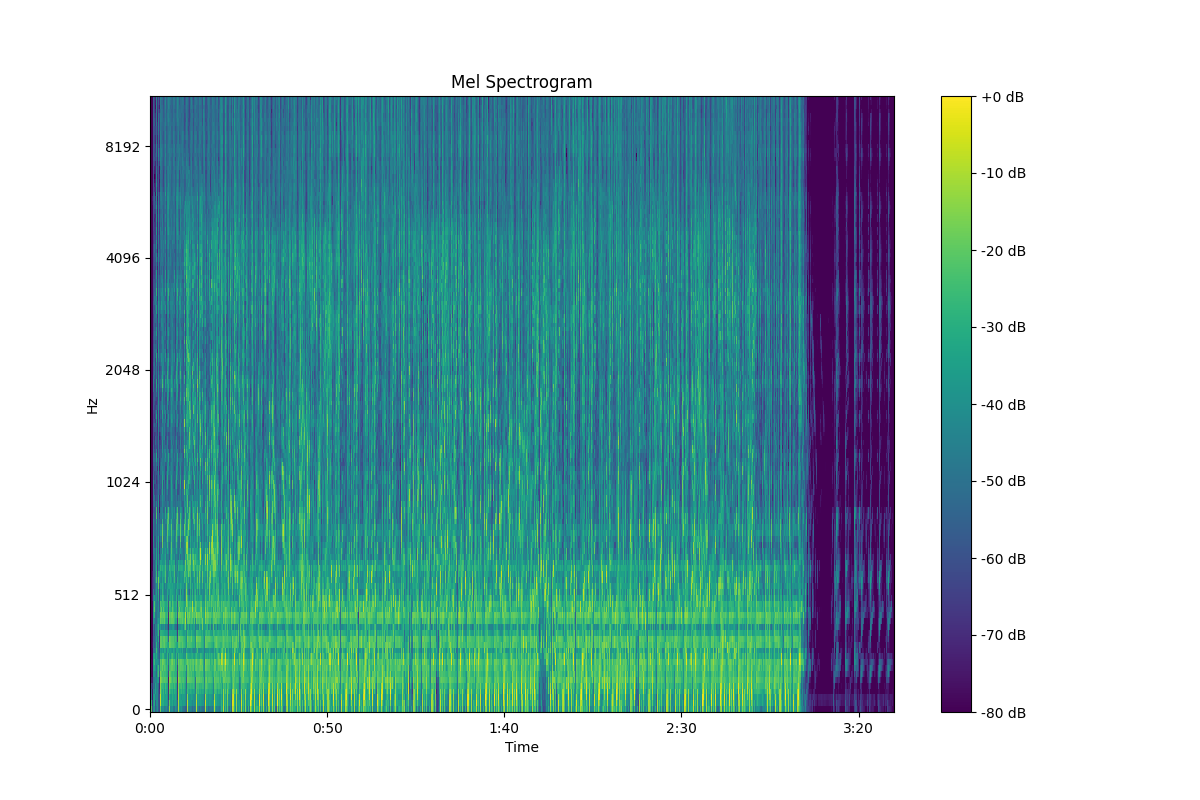 Mel Spectrogram
8192
4096
2048
1024
512
0
Hz
0:00
0:50
1:40
2:30
3:20
Time
+0 dB
-10 dB
-20 dB
-30 dB
-40 dB
-50 dB
-60 dB
-70 dB
-80 dB